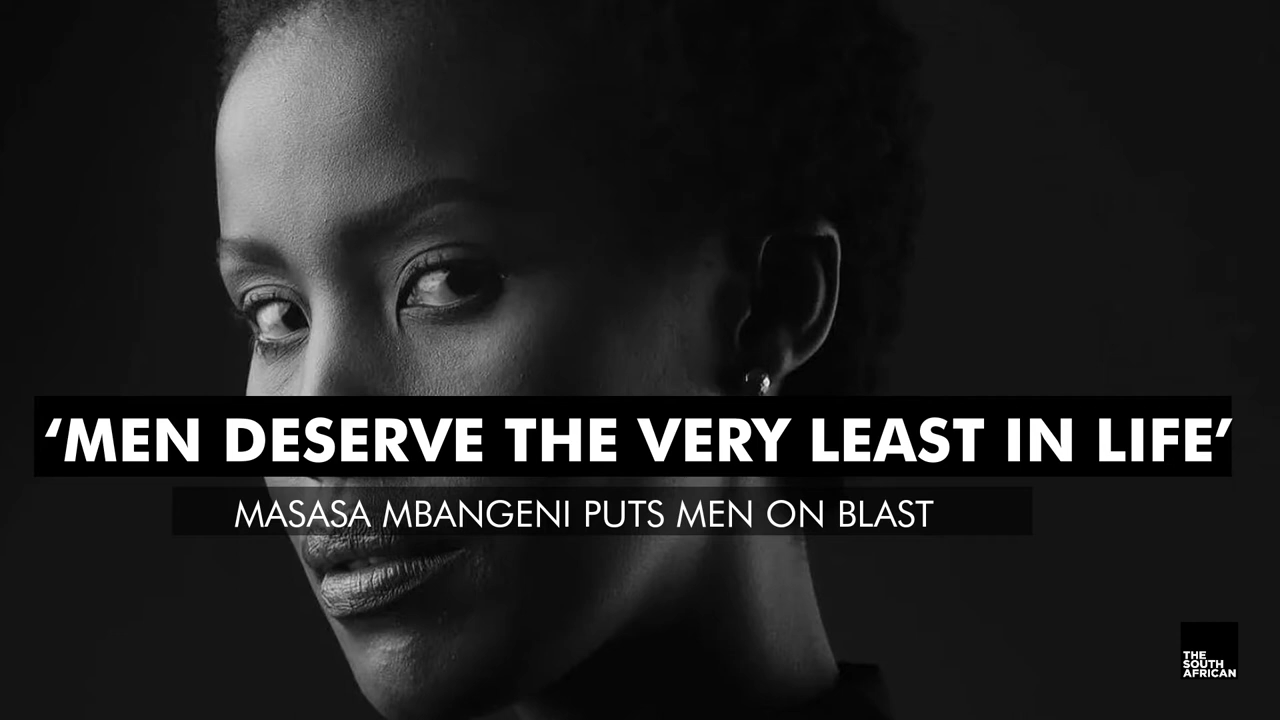 ‘MEN DESERVE THE VERY LEAST IN LIFE’
MASASA MBANGENI PUTS MEN ON BLAST
THE
SOUTH
AFRICAN